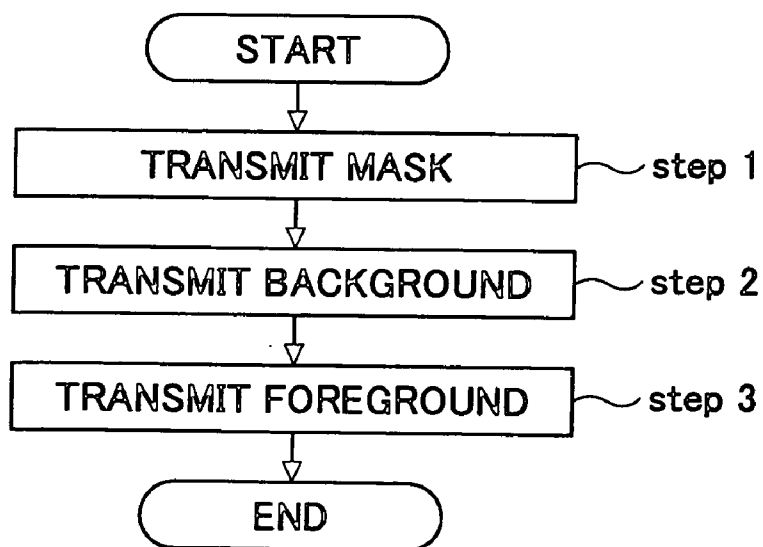 START
TRANSMIT MASK step 1
TRANSMIT BACKGROUND step 2
TRANSMIT FOREGROUND step 3
END